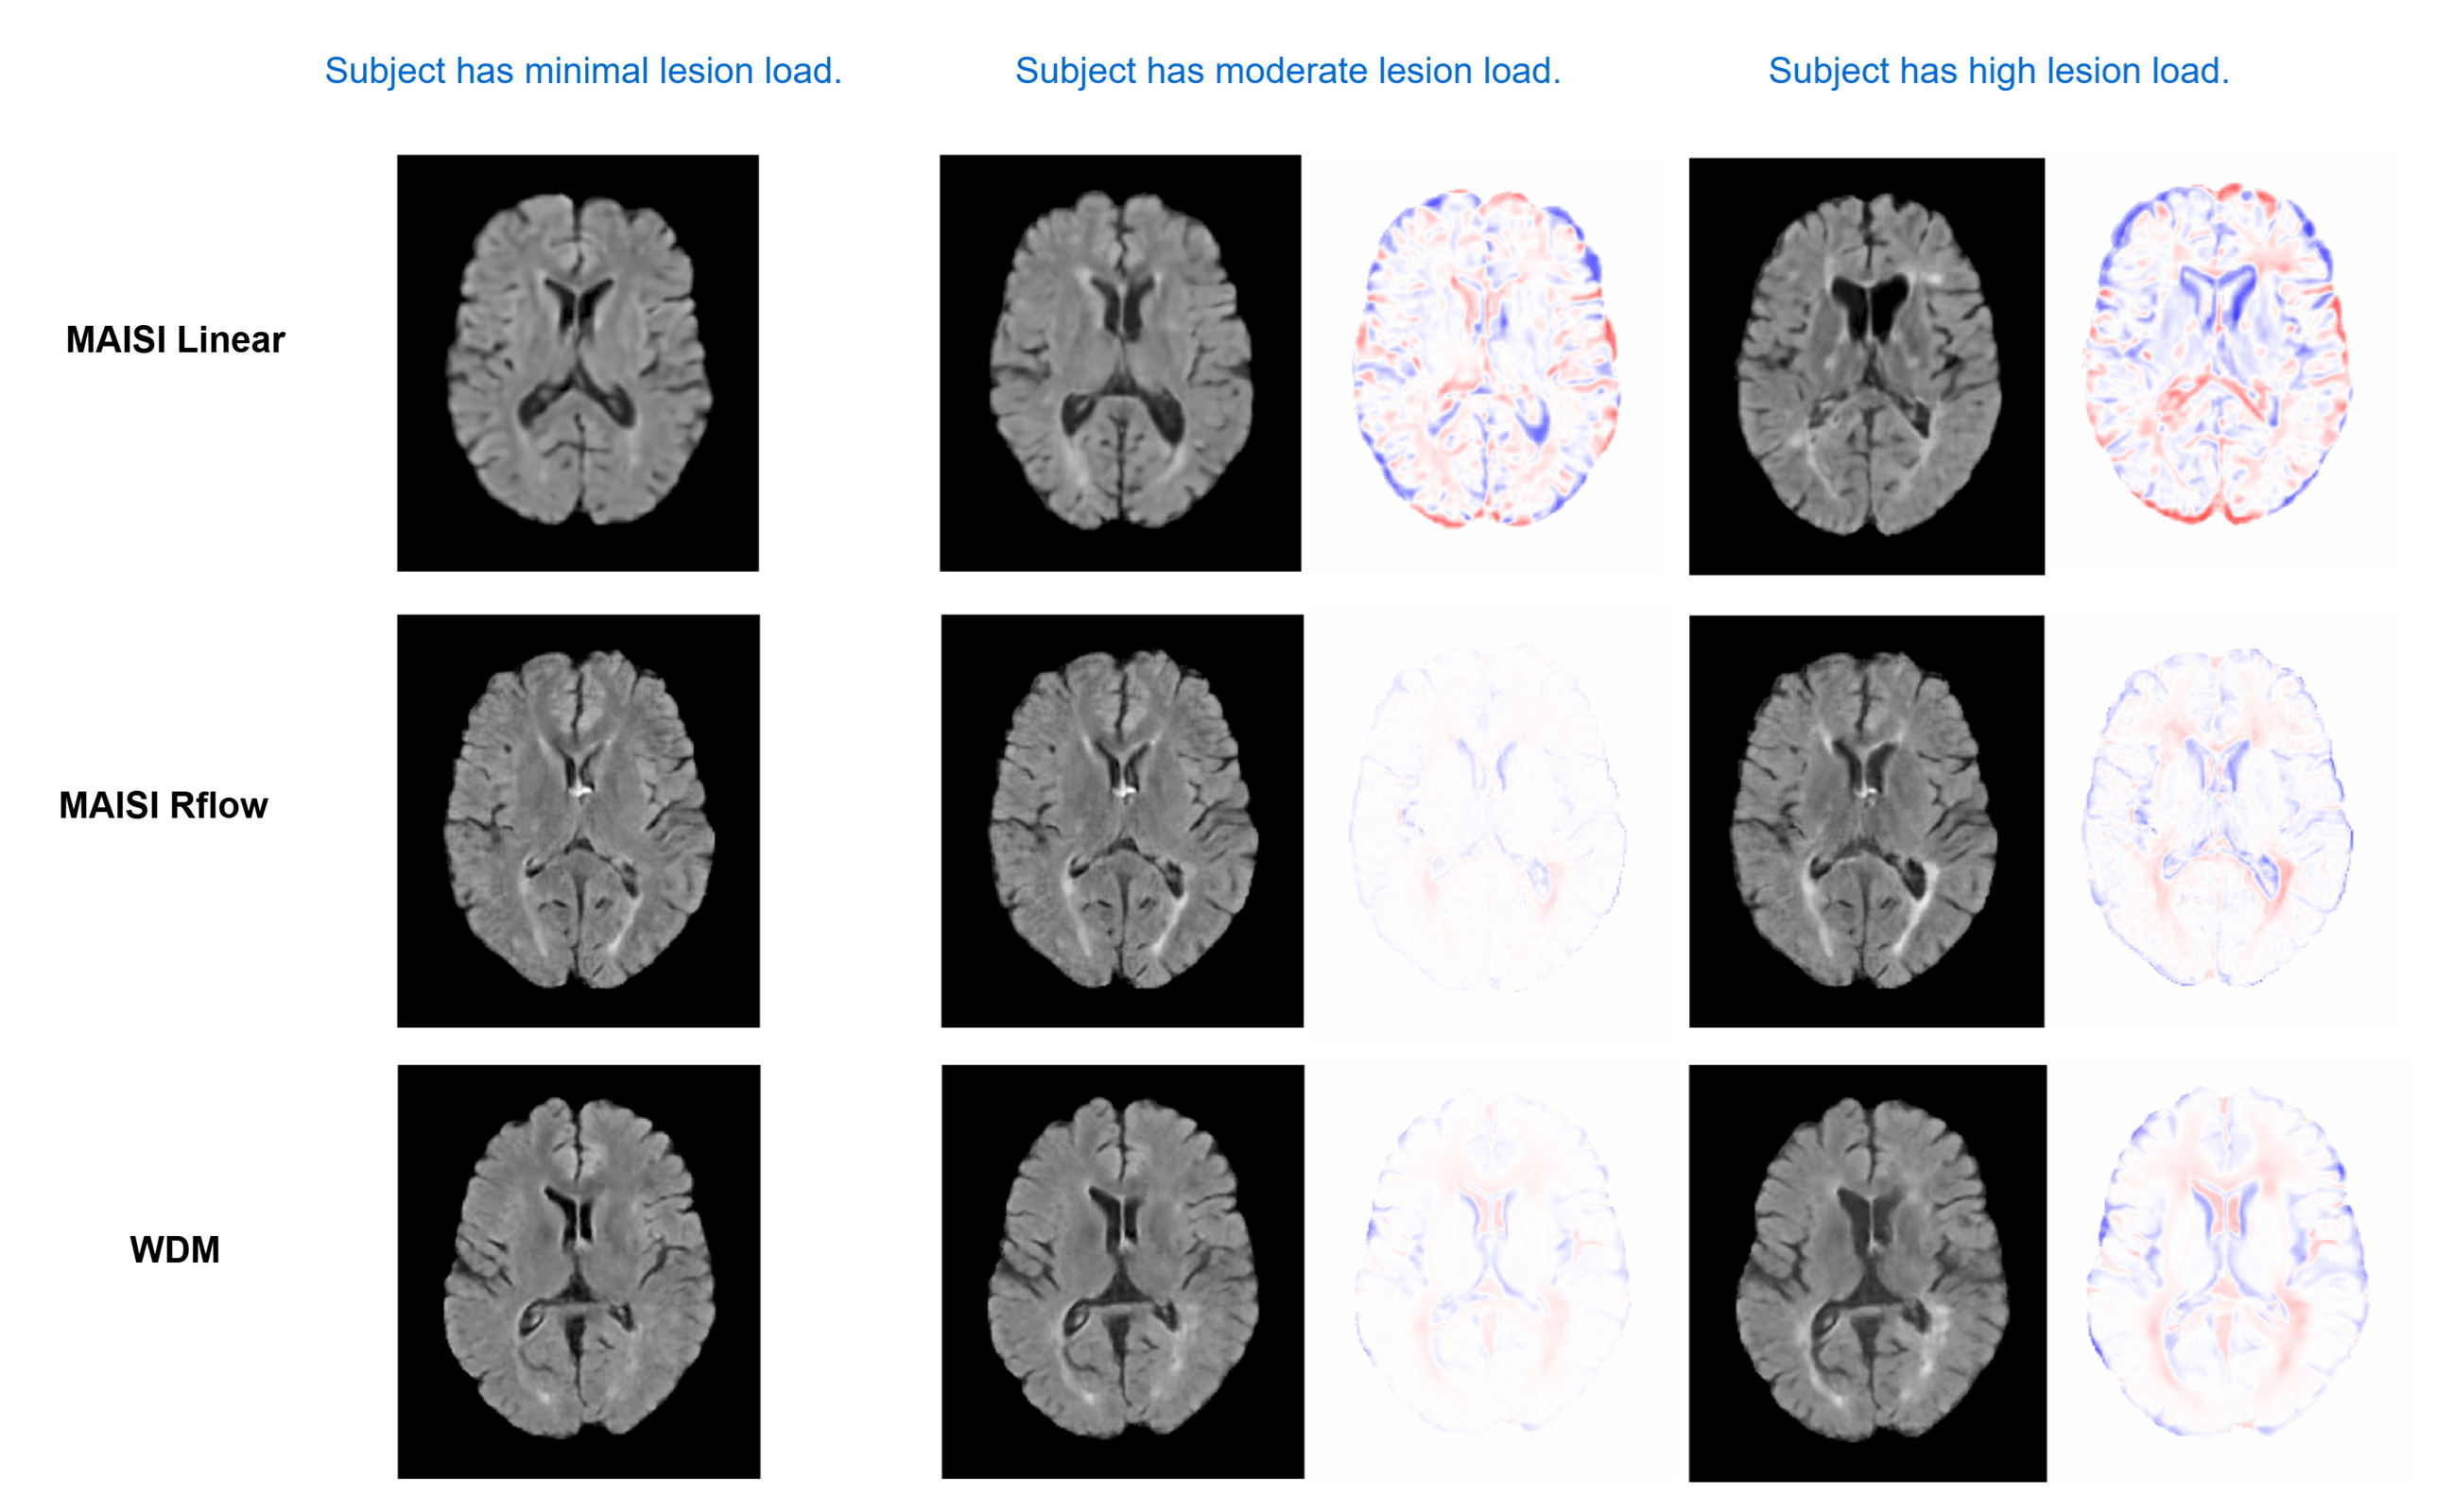 Subject has minimal lesion load.
Subject has moderate lesion load.
Subject has high lesion load.
MAISI Linear
MAISI Rflow
WDM